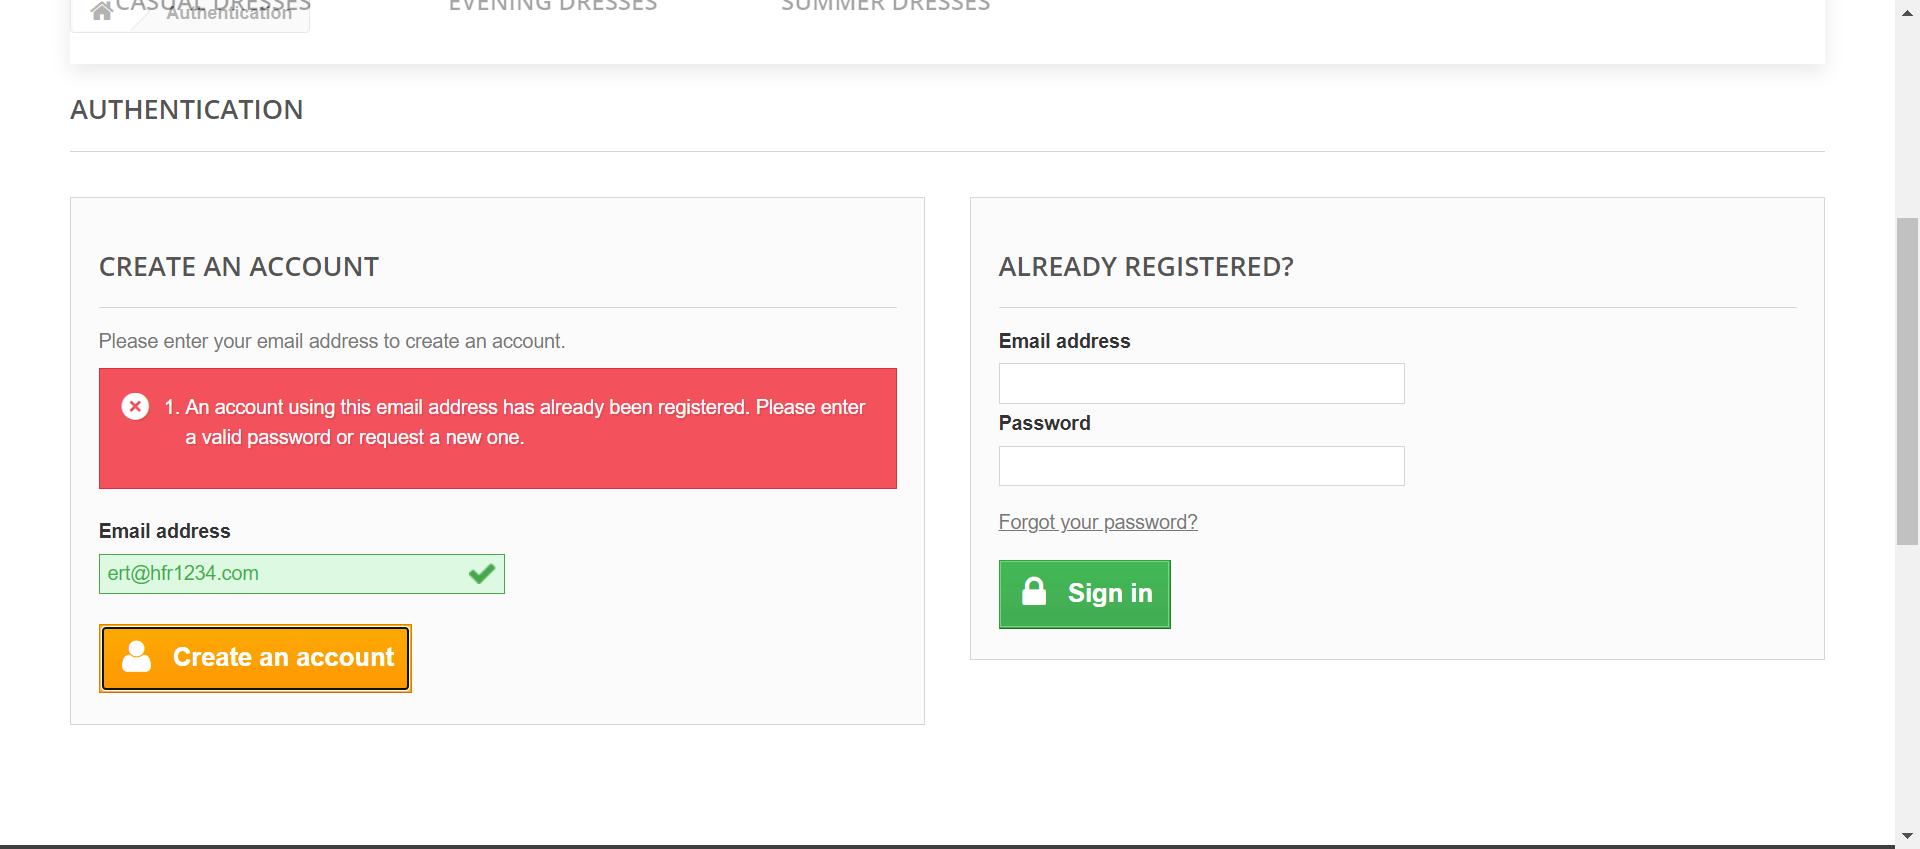 CASUAL DRESSES
EVENING DRESSES
SUMMER DRESSES
Authentication
AUTHENTICATION
CREATE AN ACCOUNT
Please enter your email address to create an account.
1. An account using this email address has already been registered. Please enter
a valid password or request a new one.
Email address
ert@hfr1234.com
Create an account
ALREADY REGISTERED?
Email address
Password
Forgot your password?
Sign in